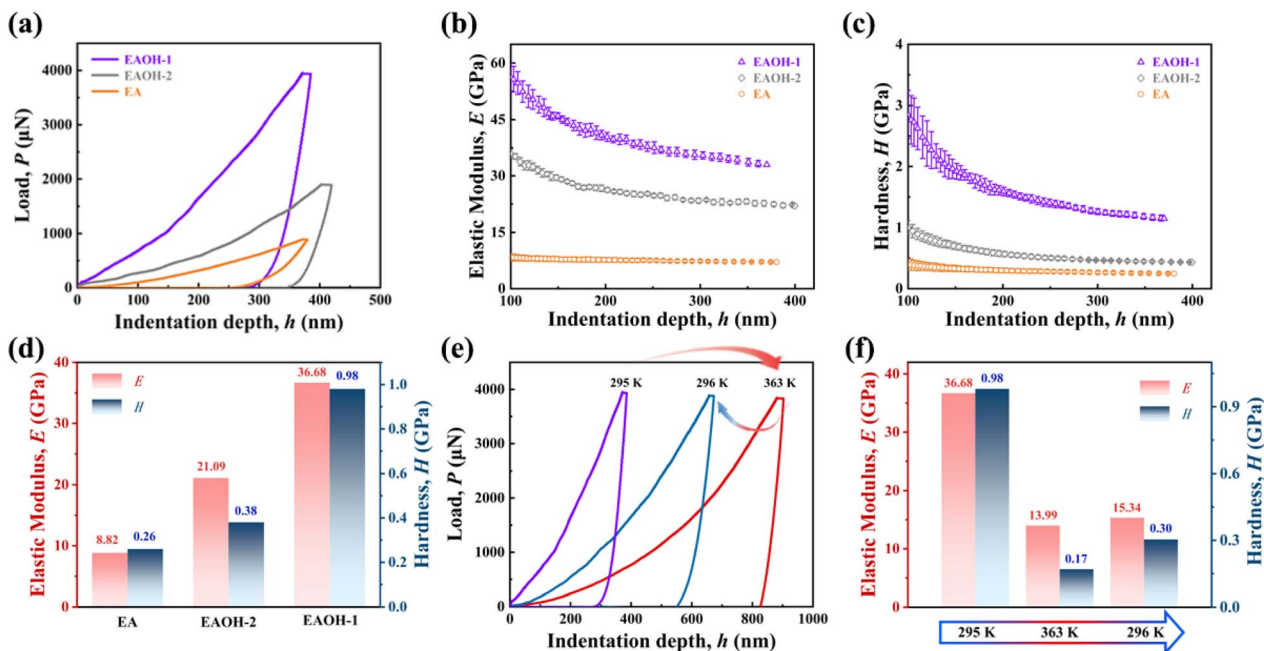 (a)
EAOH-1
EAOH-2
EA
Load, P (μN)
4000
3000
2000
1000
0
0 100 200 300 400 500
Indentation depth, h (nm)
(b)
EAOH-1
EAOH-2
EA
Elastic Modulus, E (GPa)
60
45
30
15
0
100 200 300 400
Indentation depth, h (nm)
(c)
EAOH-1
EAOH-2
EA
Hardness, H (GPa)
4
3
2
1
0
100 200 300 400
Indentation depth, h (nm)
(d)
E
H
Elastic Modulus, E (GPa)
40
30
20
10
0
8.82 0.26 21.09 0.38 36.68 0.98
EA EAOH-2 EAOH-1
1.0
0.8
0.6
0.4
0.2
0.0
Hardness, H (GPa)
(e)
295 K 296 K 363 K
Load, P (μN)
4000
3000
2000
1000
0
0 200 400 600 800 1000
Indentation depth, h (nm)
(f)
E
H
Elastic Modulus, E (GPa)
40
30
20
10
0
36.68 0.98 13.99 0.17 15.34 0.30
295 K 363 K 296 K
0.9
0.6
0.3
0.0
Hardness, H (GPa)